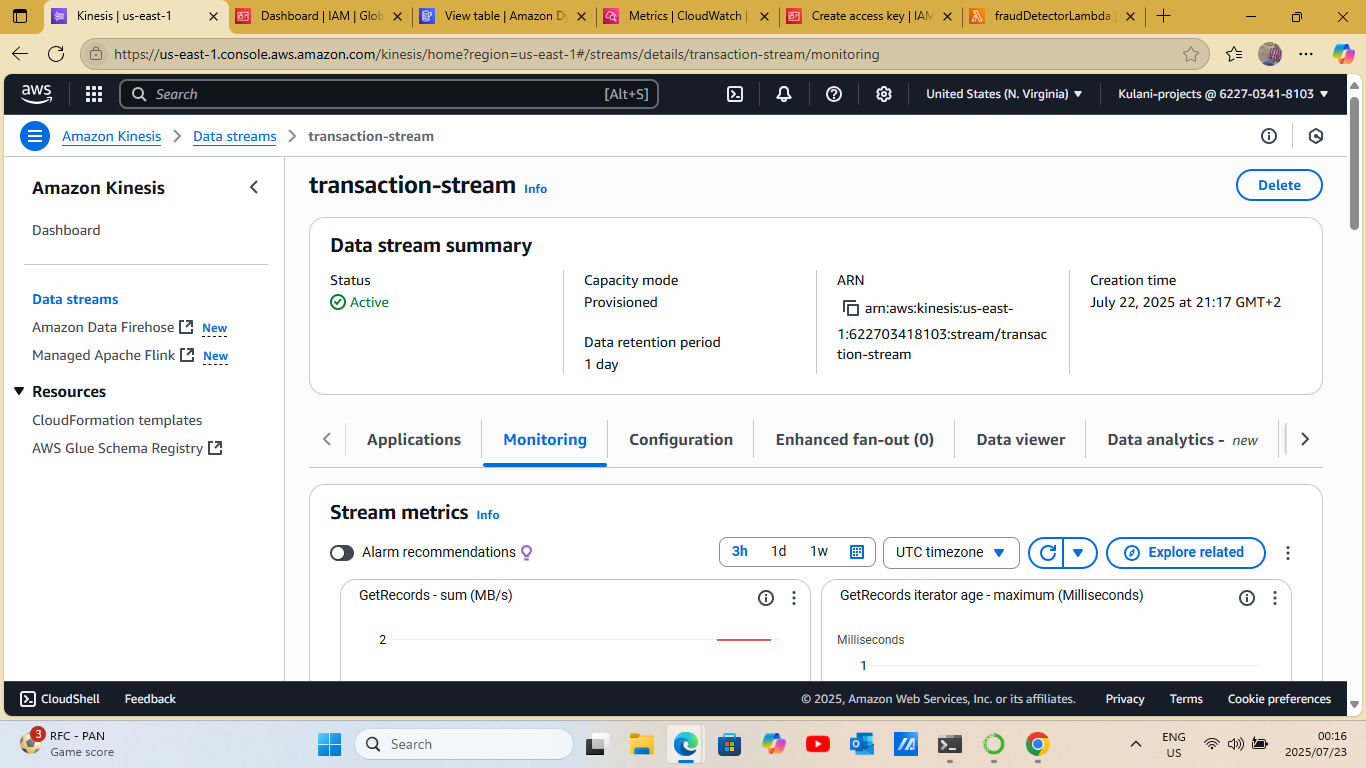 Kinesis | us-east-1
Dashboard | IAM | Glob
View table | Amazon Dy
Metrics | CloudWatch |
Create access key | IAM
fraudDetectorLambda |
https://us-east-1.console.aws.amazon.com/kinesis/home?region=us-east-1#/streams/details/transaction-stream/monitoring
aws
Search
[Alt+S]
United States (N. Virginia)
Kulani-projects @ 6227-0341-8103
Amazon Kinesis
Data streams
transaction-stream
Amazon Kinesis
Dashboard
Data streams
Amazon Data Firehose New
Managed Apache Flink New
Resources
CloudFormation templates
AWS Glue Schema Registry
transaction-stream Info
Delete
Data stream summary
Status
Active
Capacity mode
Provisioned
Data retention period
1 day
ARN
arn:aws:kinesis:us-east-
1:622703418103:stream/transac
tion-stream
Creation time
July 22, 2025 at 21:17 GMT+2
Applications
Monitoring
Configuration
Enhanced fan-out (0)
Data viewer
Data analytics - new
Stream metrics Info
Alarm recommendations
3h
1d
1w
UTC timezone
Explore related
GetRecords - sum (MB/s)
2
GetRecords iterator age - maximum (Milliseconds)
Milliseconds
1
CloudShell
Feedback
© 2025, Amazon Web Services, Inc. or its affiliates.
Privacy
Terms
Cookie preferences
3
RFC - PAN
Game score
Search
ENG
US
00:16
2025/07/23